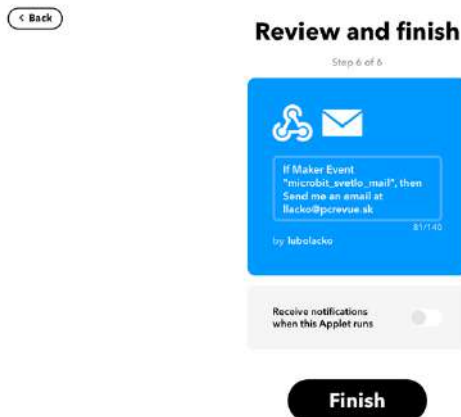 < Back
Review and finish
Step 6 of 6
If Maker Event
"microbit_svetlo_mail", then
Send me an email at
llacko@pcrevue.sk
81/140
by lubolacko
Receive notifications
when this Applet runs
Finish